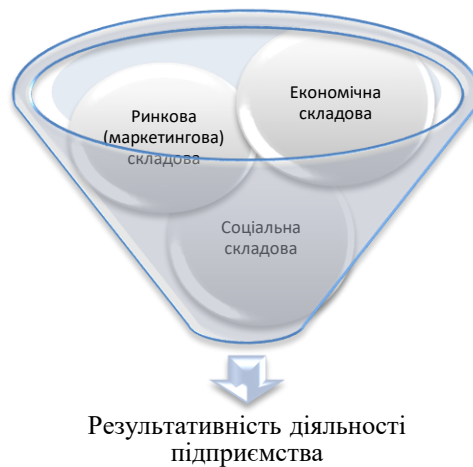 Ринкова
(маркетингова)
складова
Економічна
складова
Соціальна
складова
Результативність діяльності
підприємства